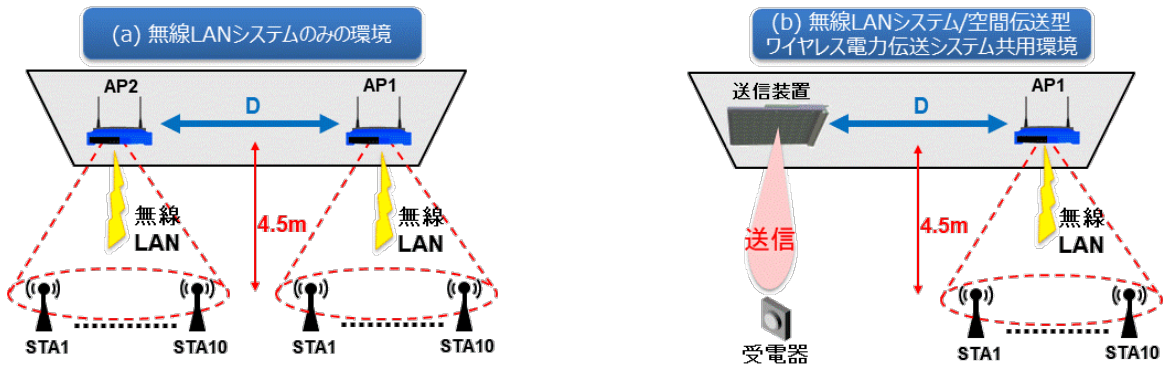 (a) 無線LANシステムのみの環境
AP2
AP1
D
無線
LAN
4.5m
無線
LAN
STA1
STA10
STA1
STA10
(b) 無線LANシステム/空間伝送型
ワイヤレス電力伝送システム共用環境
送信装置
AP1
D
送信
4.5m
無線
LAN
受電器
STA1
STA10